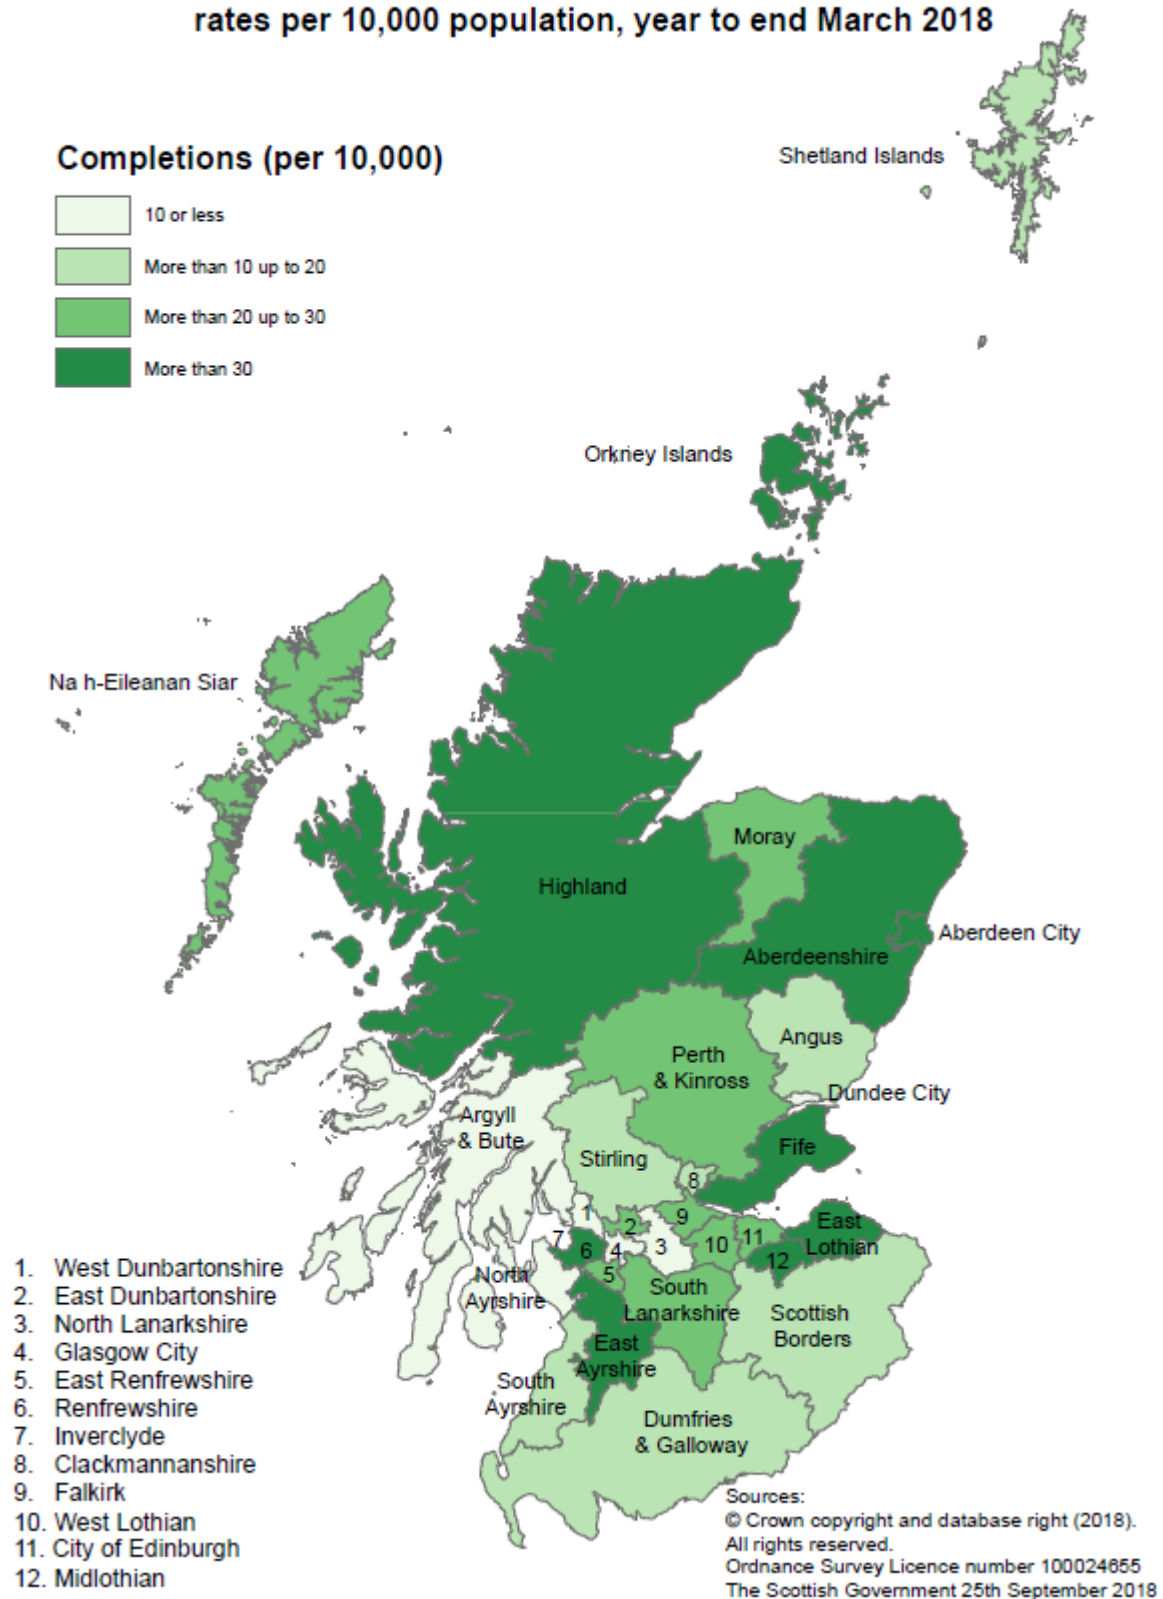 rates per 10,000 population, year to end March 2018
Shetland Islands
Completions (per 10,000)
10 or less
More than 10 up to 20
More than 20 up to 30
More than 30
Orkney Islands
Na h-Eileanan Siar
Moray
Highland
Aberdeen City
Aberdeenshire
Angus
Perth
& Kinross
Dundee City
Argyll
& Bute
Fife
Stirling
8
1
9
2
East
Lothian
7
6
4
3
10
11
12
5
North
Ayrshire
South
Lanarkshire
Scottish
Borders
East
Ayrshire
South
Ayrshire
Dumfries
& Galloway
1. West Dunbartonshire
2. East Dunbartonshire
3. North Lanarkshire
4. Glasgow City
5. East Renfrewshire
6. Renfrewshire
7. Inverclyde
8. Clackmannanshire
9. Falkirk
10. West Lothian
11. City of Edinburgh
12. Midlothian
Sources:
© Crown copyright and database right (2018).
All rights reserved.
Ordnance Survey Licence number 100024655
The Scottish Government 25th September 2018